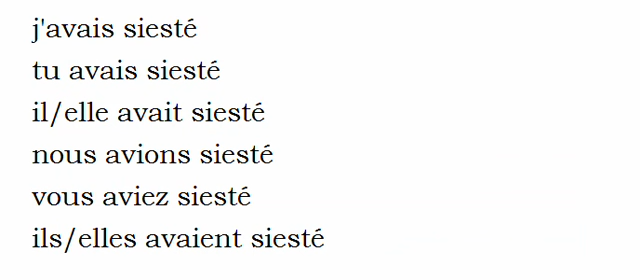 j'avais siesté
tu avais siesté
il/elle avait siesté
nous avions siesté
vous aviez siesté
ils/elles avaient siesté